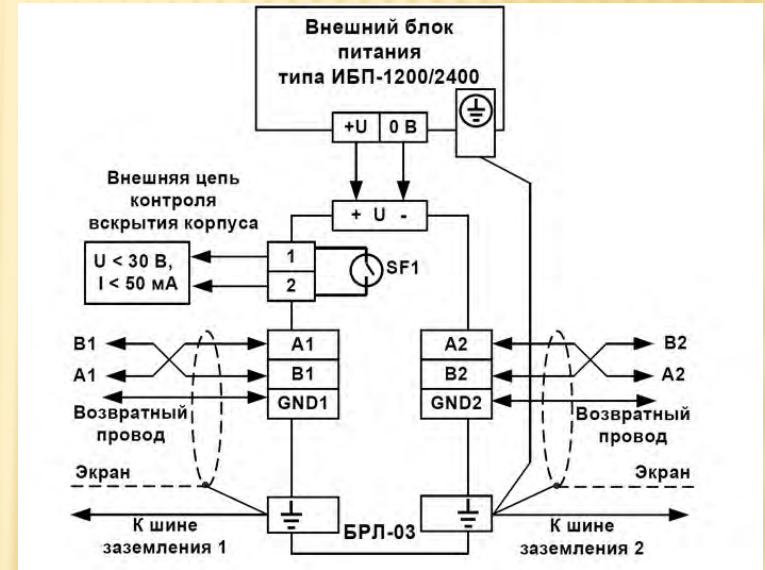 Внешний блок
питания
типа ИБП-1200/2400
+U 0 В
Внешняя цепь
контроля
вскрытия корпуса
+ U -
U < 30 В,
I < 50 мА
1
2
SF1
B1
A1
A1
B1
GND1
Возвратный
провод
Экран
К шине
заземления 1
A2
B2
GND2
B2
A2
Возвратный
провод
Экран
К шине
заземления 2
БРЛ-03